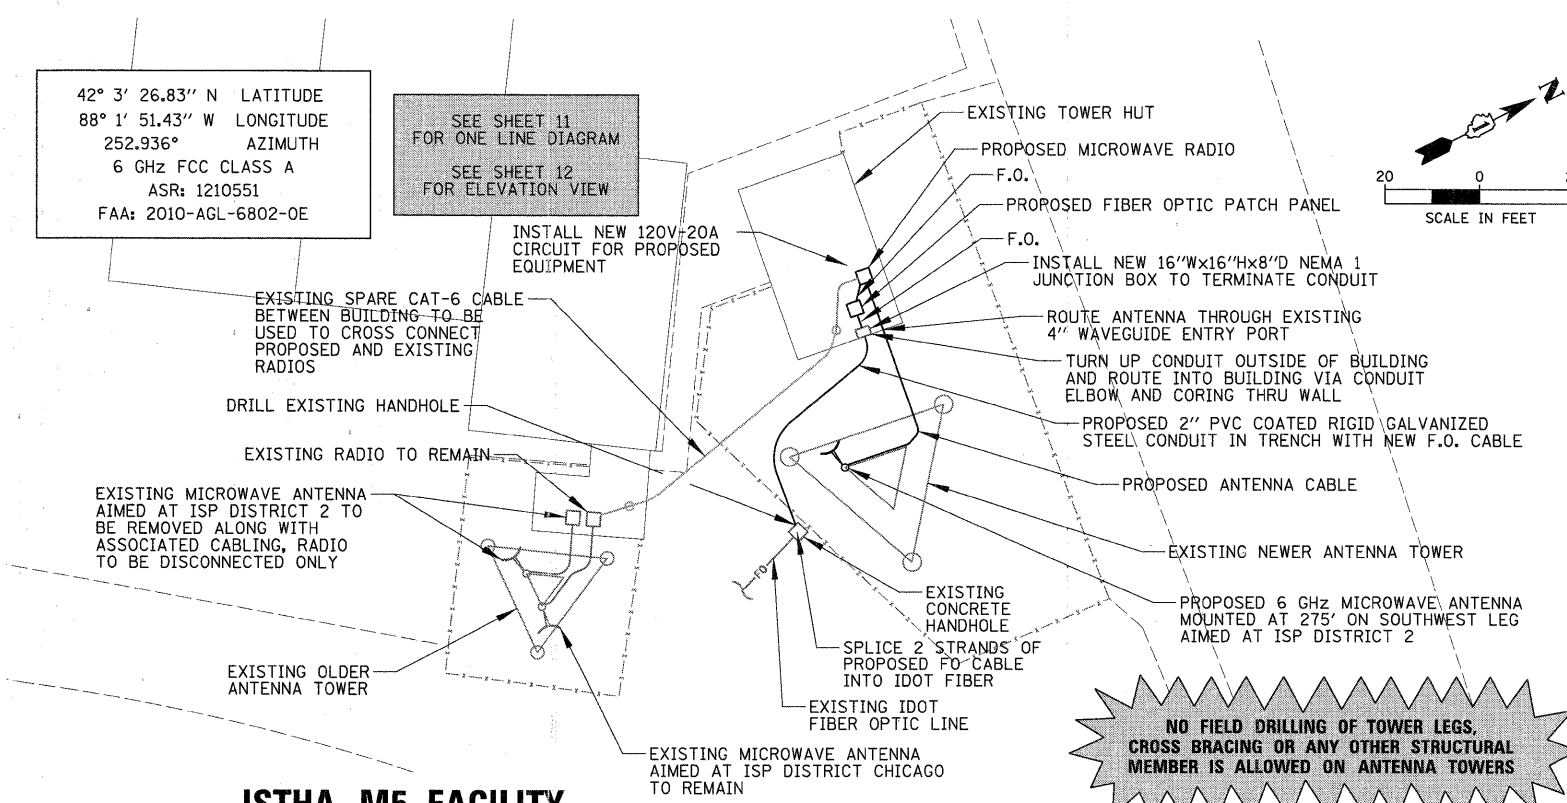 42° 3' 26.83" N LATITUDE
88° 1' 51.43" W LONGITUDE
252.936° AZIMUTH
6 GHz FCC CLASS A
ASR: 1210551
FAA: 2010-AGL-6802-OE
SEE SHEET 11
FOR ONE LINE DIAGRAM
SEE SHEET 12
FOR ELEVATION VIEW
EXISTING TOWER HUT
PROPOSED MICROWAVE RADIO
F.O.
PROPOSED FIBER OPTIC PATCH PANEL
F.O.
INSTALL NEW 16"Wx16"Hx8"D NEMA 1
JUNCTION BOX TO TERMINATE CONDUIT
ROUTE ANTENNA THROUGH EXISTING
4" WAVEGUIDE ENTRY PORT
TURN UP CONDUIT OUTSIDE OF BUILDING
AND ROUTE INTO BUILDING VIA CONDUIT
ELBOW AND CORING THRU WALL
PROPOSED 2" PVC COATED RIGID GALVANIZED
STEEL CONDUIT IN TRENCH WITH NEW F.O. CABLE
PROPOSED ANTENNA CABLE
EXISTING NEWER ANTENNA TOWER
PROPOSED 6 GHz MICROWAVE ANTENNA
MOUNTED AT 275' ON SOUTHWEST LEG
AIMED AT ISP DISTRICT 2
N
20 0
SCALE IN FEET
INSTALL NEW 120V-20A
CIRCUIT FOR PROPOSED
EQUIPMENT
EXISTING SPARE CAT-6 CABLE
BETWEEN BUILDING TO BE
USED TO CROSS CONNECT
PROPOSED AND EXISTING
RADIOS
DRILL EXISTING HANDHOLE
EXISTING RADIO TO REMAIN
EXISTING MICROWAVE ANTENNA
AIMED AT ISP DISTRICT 2 TO
BE REMOVED ALONG WITH
ASSOCIATED CABLING, RADIO
TO BE DISCONNECTED ONLY
EXISTING OLDER
ANTENNA TOWER
FO
EXISTING
CONCRETE
HANDHOLE
SPLICE 2 STRANDS OF
PROPOSED FO CABLE
INTO IDOT FIBER
EXISTING IDOT
FIBER OPTIC LINE
EXISTING MICROWAVE ANTENNA
AIMED AT ISP DISTRICT CHICAGO
TO REMAIN
NO FIELD DRILLING OF TOWER LEGS,
CROSS BRACING OR ANY OTHER STRUCTURAL
MEMBER IS ALLOWED ON ANTENNA TOWERS
ISTHA M5 FACILITY